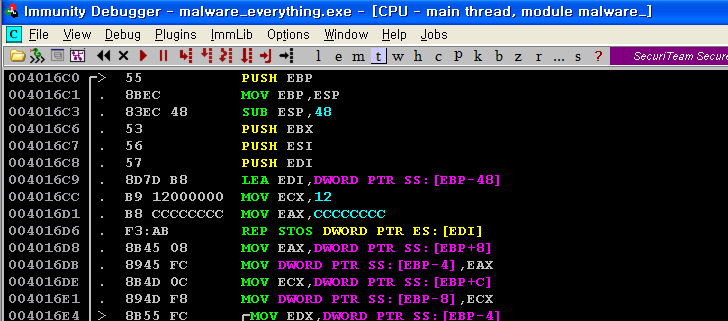 Immunity Debugger - malware_everything.exe - [CPU - main thread, module malware_]
C File View Debug Plugins ImmLib Options Window Help Jobs
l e m t w h c P k b z r ... s ? SecuriTeam Secure
004016C0 > 55 PUSH EBP
004016C1 . 8BEC MOV EBP,ESP
004016C3 . 83EC 48 SUB ESP,48
004016C6 . 53 PUSH EBX
004016C7 . 56 PUSH ESI
004016C8 . 57 PUSH EDI
004016C9 . 8D7D B8 LEA EDI,DWORD PTR SS:[EBP-48]
004016CC . B9 12000000 MOV ECX,12
004016D1 . B8 CCCCCCCC MOV EAX,CCCCCCCC
004016D6 . F3:AB REP STOS DWORD PTR ES:[EDI]
004016D8 . 8B45 08 MOV EAX,DWORD PTR SS:[EBP+8]
004016DB . 8945 FC MOV DWORD PTR SS:[EBP-4],EAX
004016DE . 8B4D 0C MOV ECX,DWORD PTR SS:[EBP+C]
004016E1 . 894D F8 MOV DWORD PTR SS:[EBP-8],ECX
004016E4 > 8B55 FC MOV EDX,DWORD PTR SS:[EBP-4]